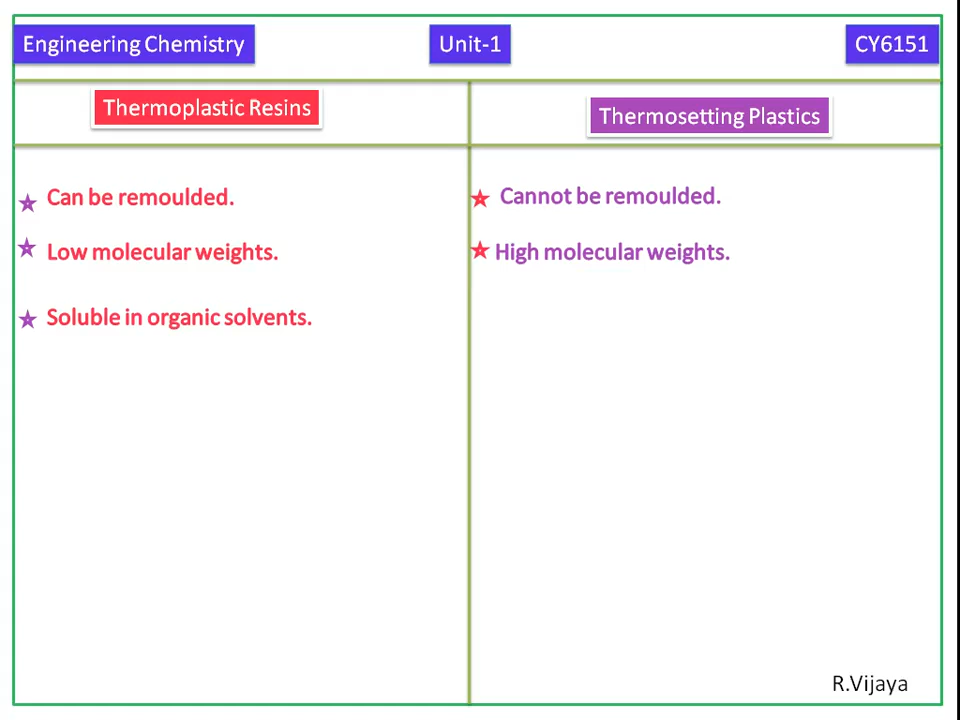 Engineering Chemistry
Unit-1
CY6151
Thermoplastic Resins
Thermosetting Plastics
Can be remoulded.
Cannot be remoulded.
Low molecular weights.
High molecular weights.
Soluble in organic solvents.
R.Vijaya